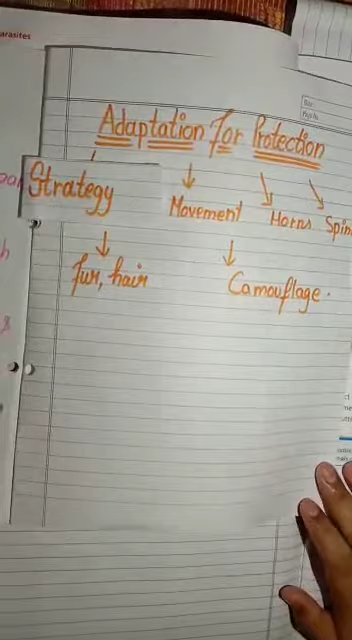 arasites
Adaptation For Protection
Strategy
Movement
Horns
Spin
fur, hair
Camouflage.